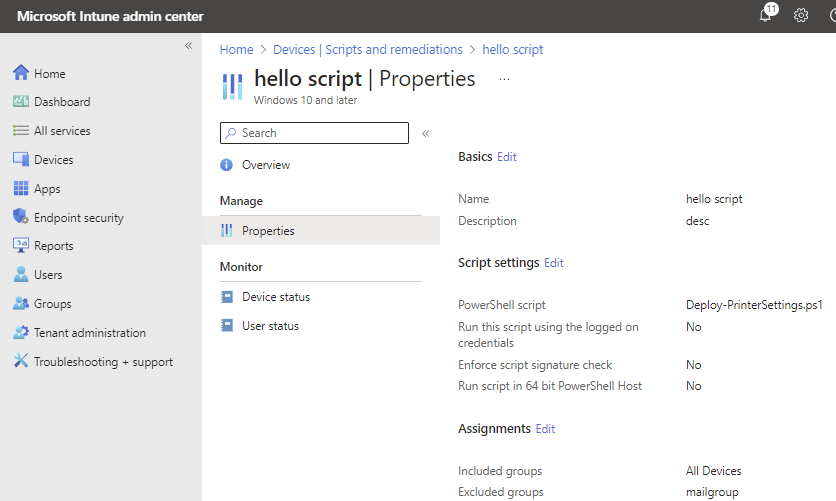 Microsoft Intune admin center
11
«
Home
Dashboard
All services
Devices
Apps
Endpoint security
Reports
Users
Groups
Tenant administration
Troubleshooting + support
Home > Devices | Scripts and remediations > hello script
hello script | Properties ...
Windows 10 and later
Search «
Overview
Manage
Properties
Monitor
Device status
User status
Basics Edit
Name hello script
Description desc
Script settings Edit
PowerShell script Deploy-PrinterSettings.ps1
Run this script using the logged on No
credentials
Enforce script signature check No
Run script in 64 bit PowerShell Host No
Assignments Edit
Included groups All Devices
Excluded groups mailgroup